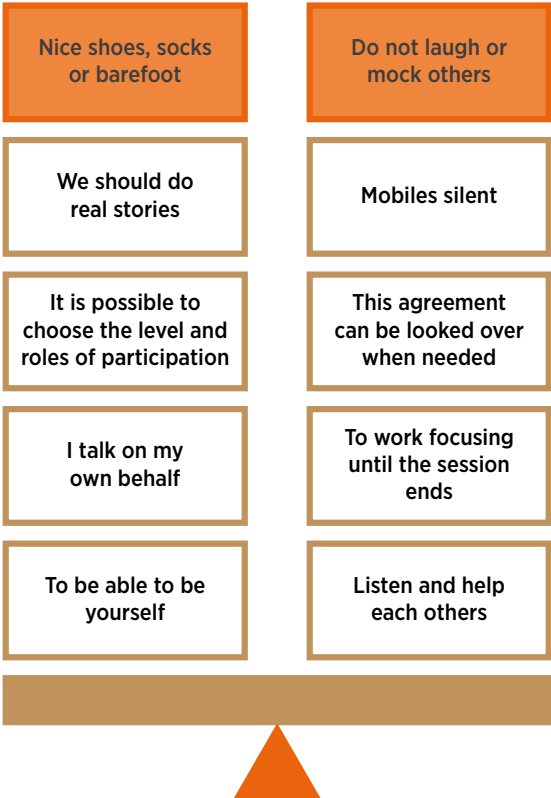 Nice shoes, socks
or barefoot
Do not laugh or
mock others
We should do
real stories
Mobiles silent
It is possible to
choose the level and
roles of participation
This agreement
can be looked over
when needed
I talk on my
own behalf
To work focusing
until the session
ends
To be able to be
yourself
Listen and help
each others